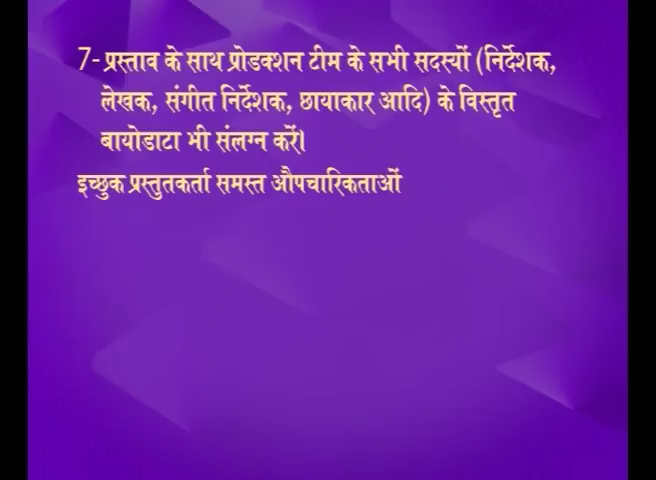 7- प्रस्ताव के साथ प्रोडक्शन टीम के सभी सदस्यों (निर्देशक,
लेखक, संगीत निर्देशक, छायाकार आदि) के विस्तृत
बायोडाटा भी संलग्न करें।
इच्छुक प्रस्तुतकर्ता समस्त औपचारिकताओं